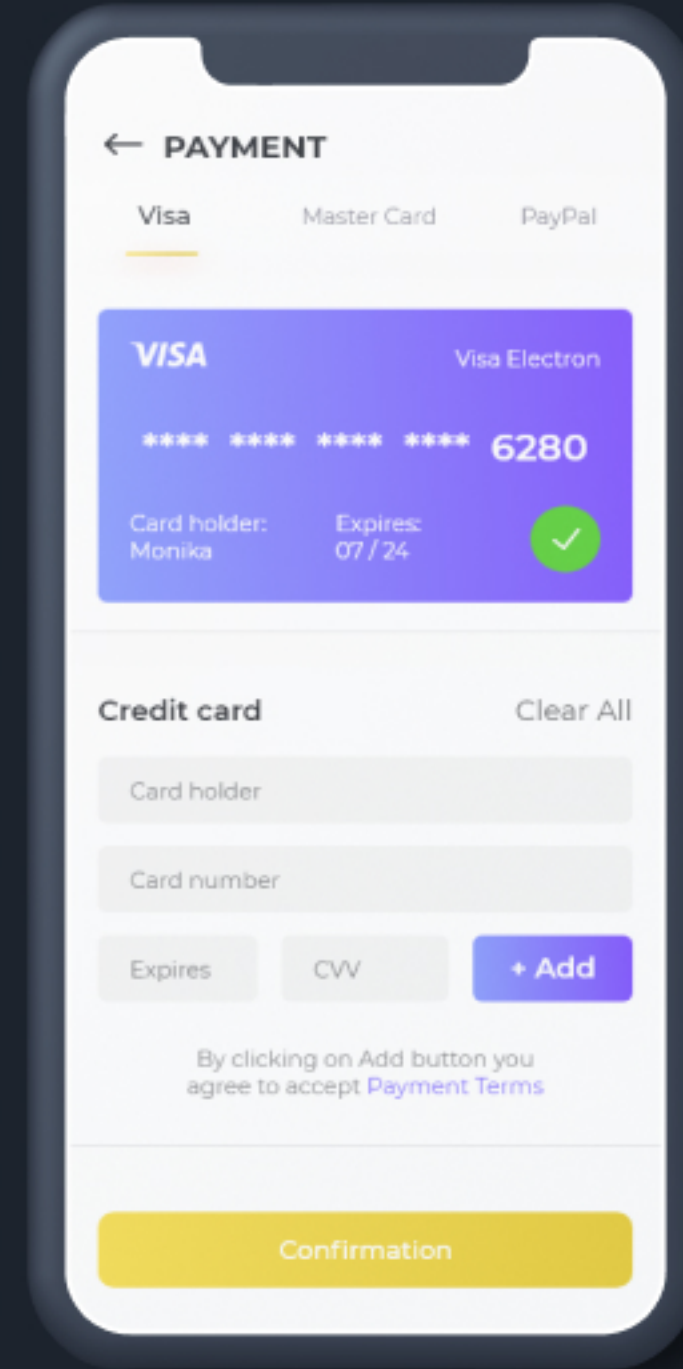 ← PAYMENT
Visa Master Card PayPal
VISA Visa Electron
**** **** **** **** 6280
Card holder: Expires:
Monika 07 / 24
Credit card Clear All
Card holder
Card number
Expires CVV + Add
By clicking on Add button you
agree to accept Payment Terms
Confirmation